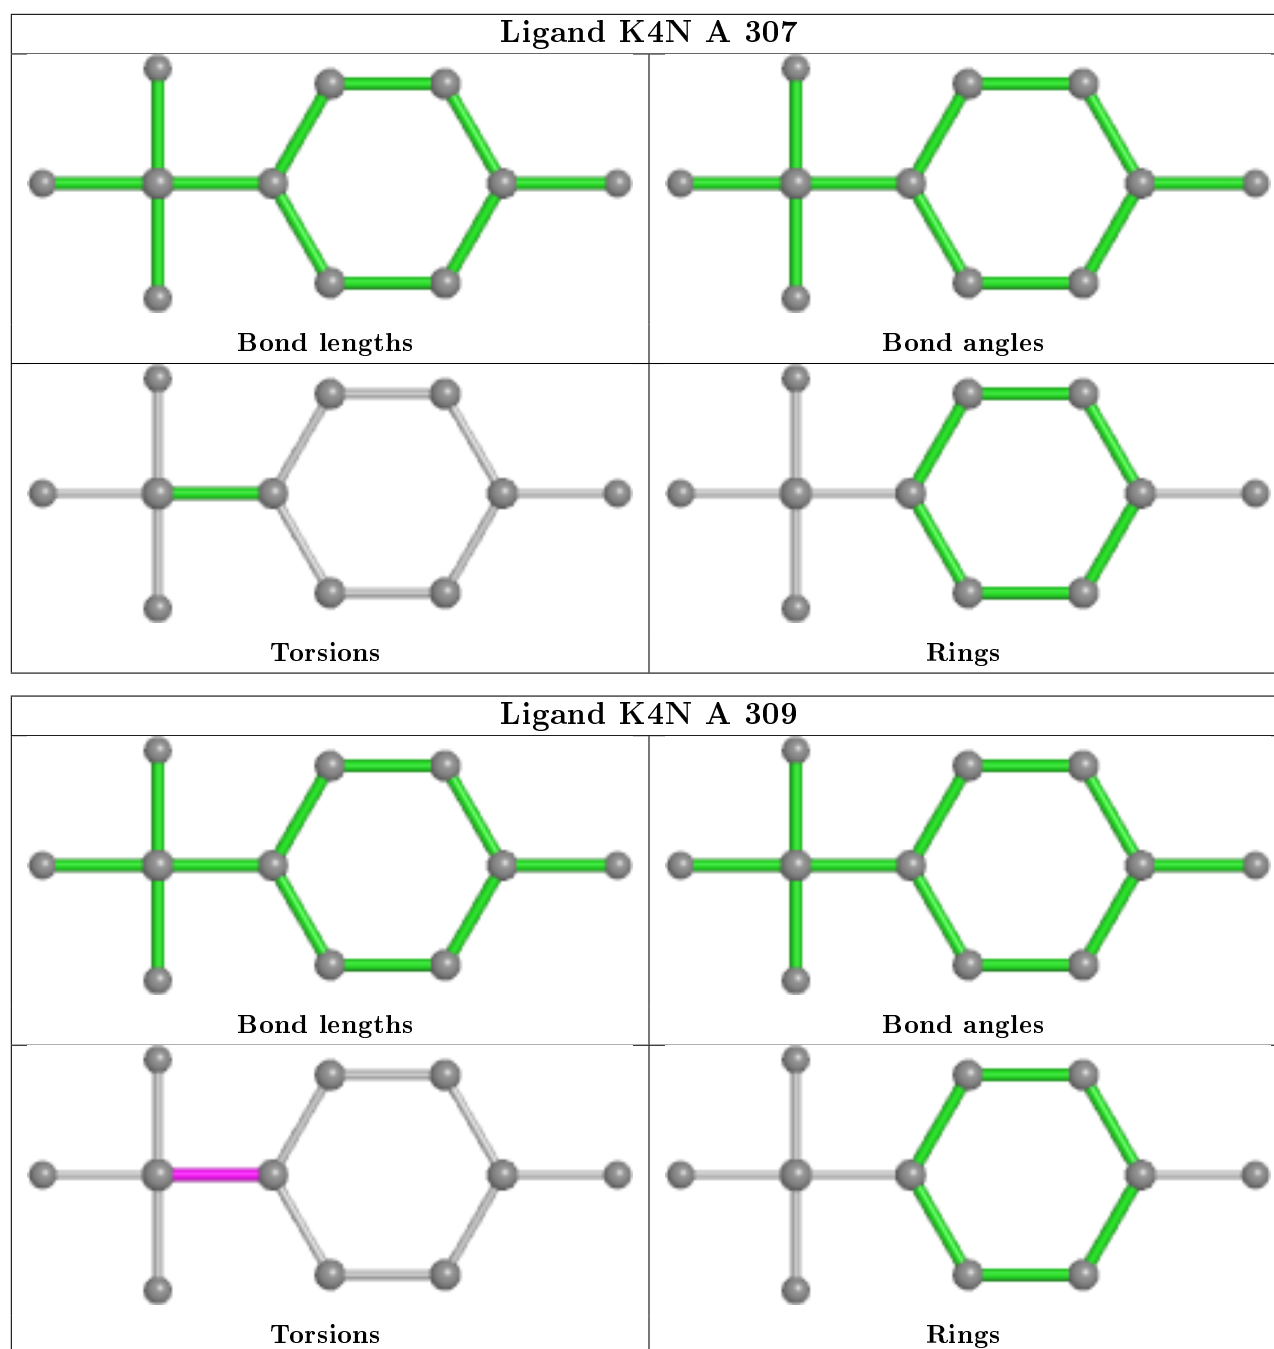 Ligand K4N A 307
Bond lengths
Bond angles
Torsions
Rings
Ligand K4N A 309
Bond lengths
Bond angles
Torsions
Rings